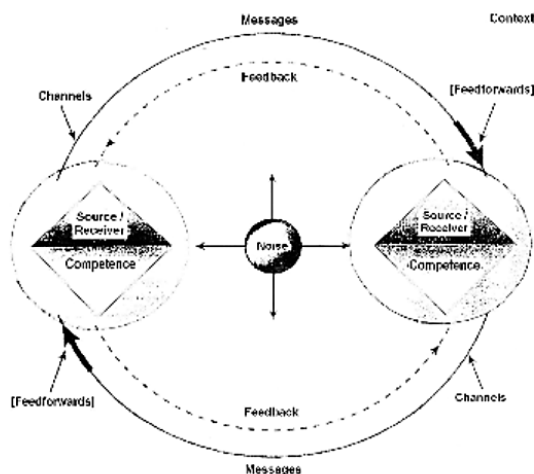 Messages
Context
Feedback
Channels
[Feedforwards]
Source /
Receiver
Competence
Noise
Source /
Receiver
Competence
[Feedforwards]
Channels
Feedback
Messages